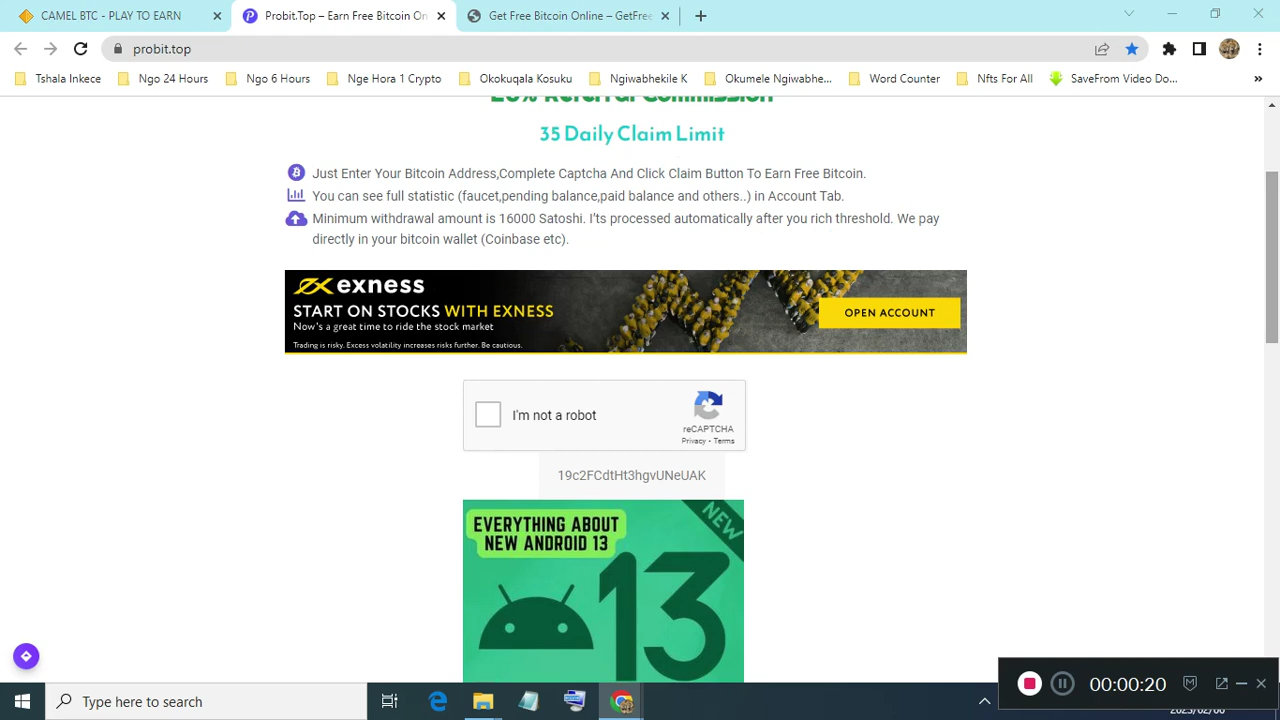 CAMEL BTC - PLAY TO EARN
Probit.Top – Earn Free Bitcoin On
Get Free Bitcoin Online – GetFree
probit.top
Tshala Inkece
Ngo 24 Hours
Ngo 6 Hours
Nge Hora 1 Crypto
Okokuqala Kosuku
Ngiwabhekile K
Okumele Ngiwabhe...
Word Counter
Nfts For All
SaveFrom Video Do...
»
20% Referral Commission
35 Daily Claim Limit
Just Enter Your Bitcoin Address,Complete Captcha And Click Claim Button To Earn Free Bitcoin.
You can see full statistic (faucet,pending balance,paid balance and others..) in Account Tab.
Minimum withdrawal amount is 16000 Satoshi. I'ts processed automatically after you rich threshold. We pay
directly in your bitcoin wallet (Coinbase etc).
exness
START ON STOCKS WITH EXNESS
Now's a great time to ride the stock market
Trading is risky. Excess volatility increases risks further. Be cautious.
OPEN ACCOUNT
I'm not a robot
reCAPTCHA
Privacy • Terms
19c2FCdtHt3hgvUNeUAK
EVERYTHING ABOUT
NEW ANDROID 13
NEW
13
00:00:20
Type here to search